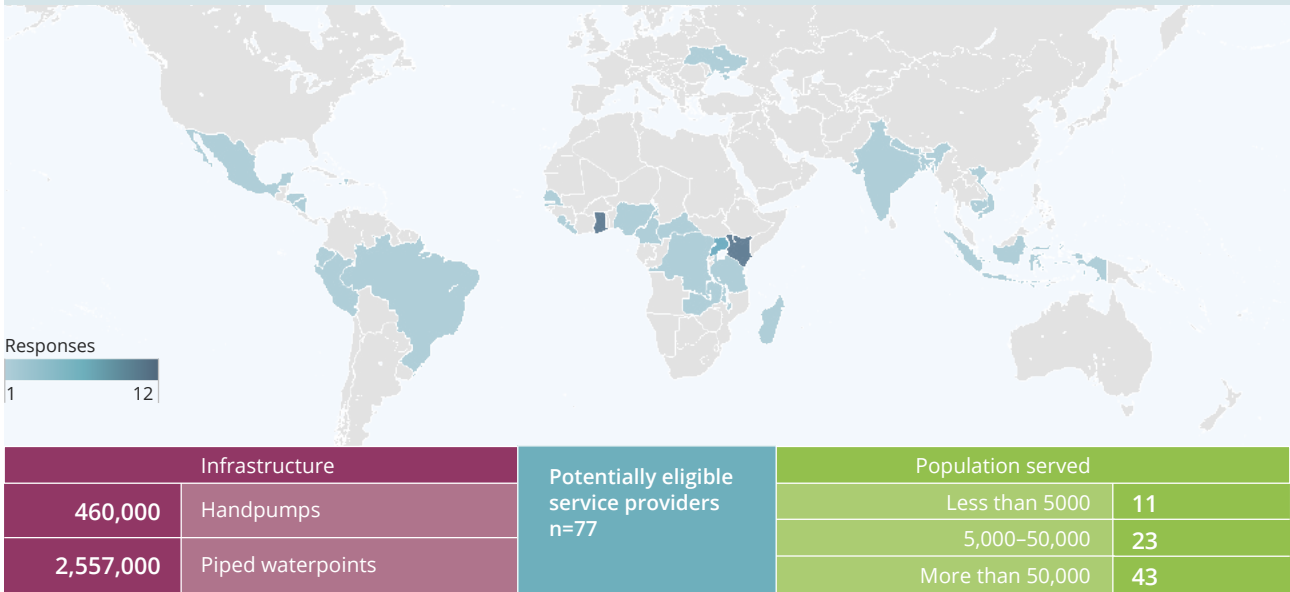 Responses
1 12
Infrastructure
460,000 Handpumps
2,557,000 Piped waterpoints
Potentially eligible
service providers
n=77
Population served
Less than 5000 11
5,000–50,000 23
More than 50,000 43